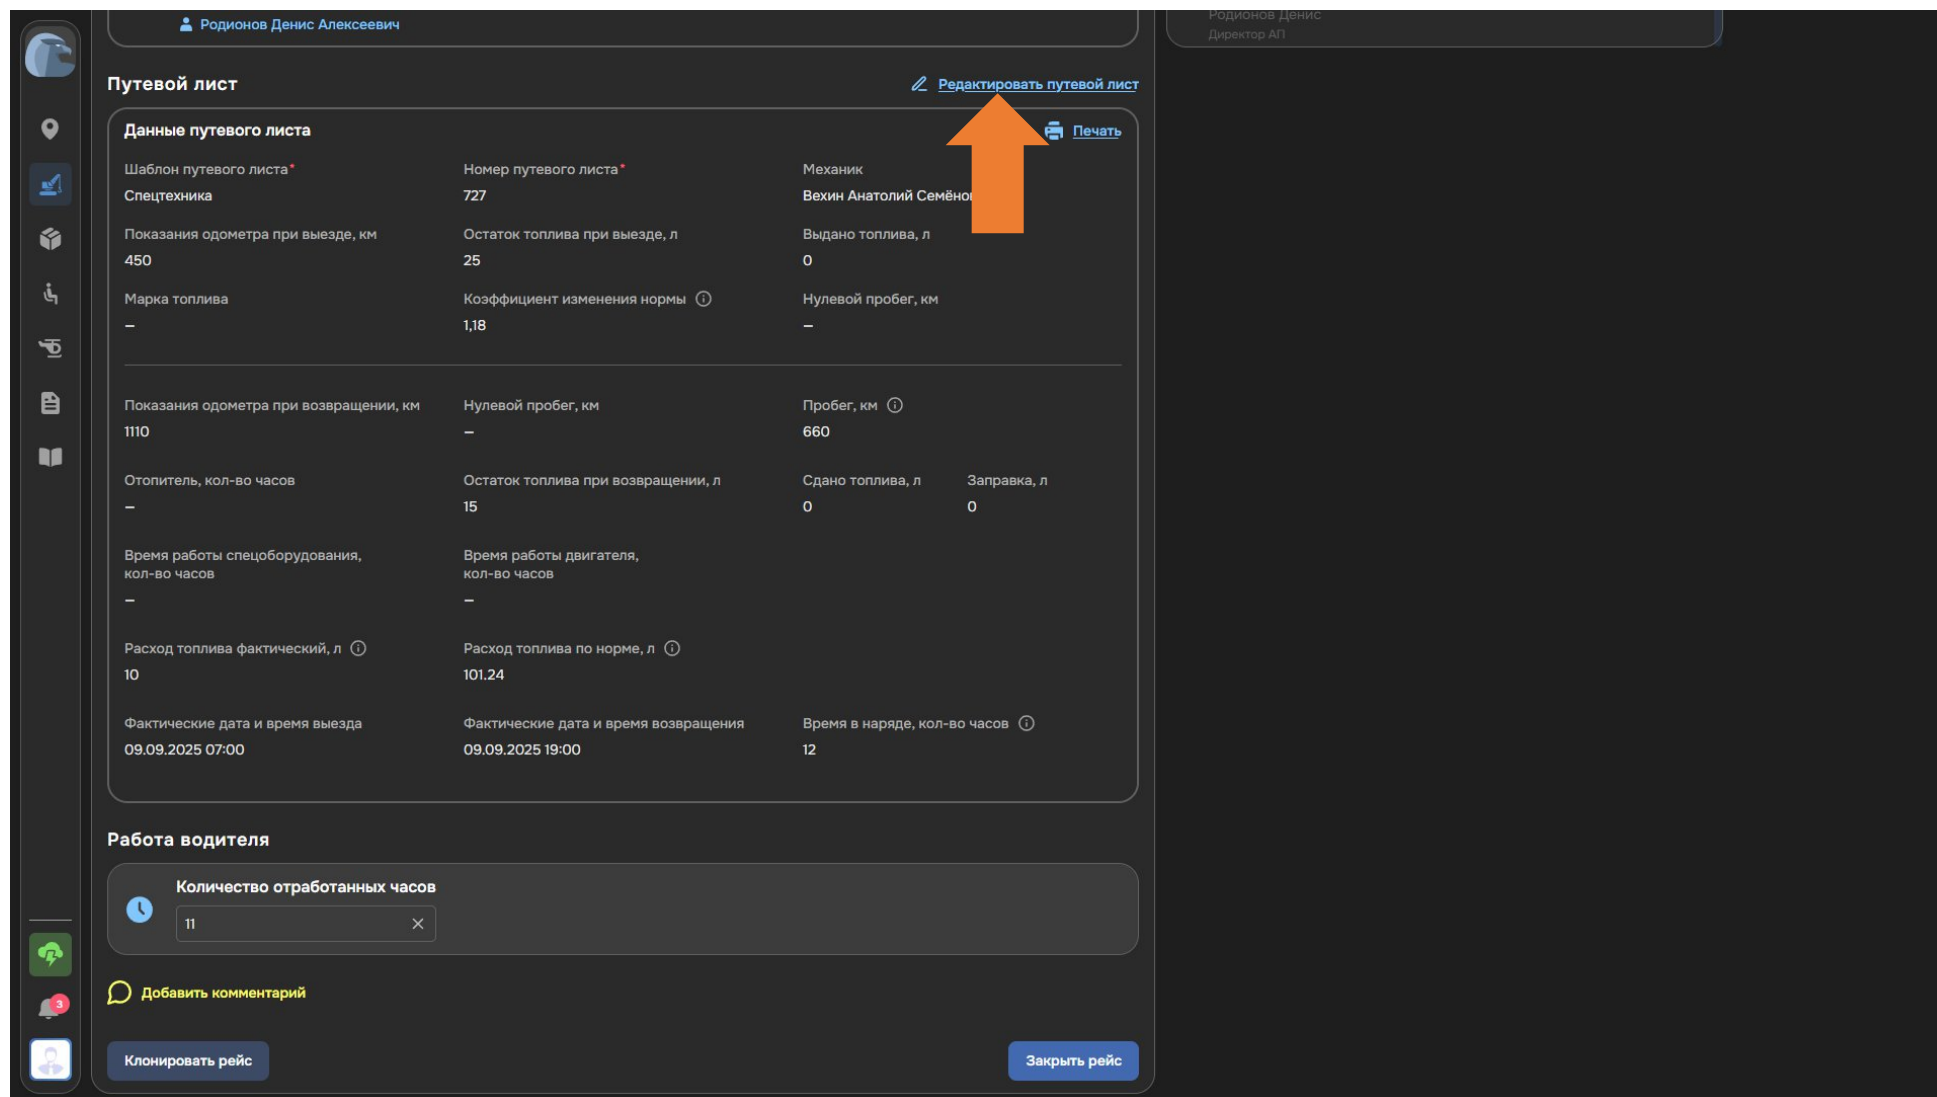 Родионов Денис Алексеевич
Родионов Денис
Директор АП
Путевой лист
Редактировать путевой лист
Данные путевого листа
Печать
Шаблон путевого листа*
Номер путевого листа*
Механик
Спецтехника
727
Вехин Анатолий
Показания одометра при выезде, км
Остаток топлива при выезде, л
Выдано топлива, л
450
25
0
Марка топлива
Коэффициент изменения нормы
Нулевой пробег, км
–
1,18
–
Показания одометра при возвращении, км
Нулевой пробег, км
Пробег, км
1110
–
660
Отопитель, кол-во часов
Остаток топлива при возвращении, л
Сдано топлива, л
Заправка, л
–
15
0
0
Время работы спецоборудования,
кол-во часов
Время работы двигателя,
кол-во часов
–
–
Расход топлива фактический, л
Расход топлива по норме, л
10
101.24
Фактические дата и время выезда
Фактические дата и время возвращения
Время в наряде, кол-во часов
09.09.2025 07:00
09.09.2025 19:00
12
Работа водителя
Количество отработанных часов
11
Добавить комментарий
3
Клонировать рейс
Закрыть рейс